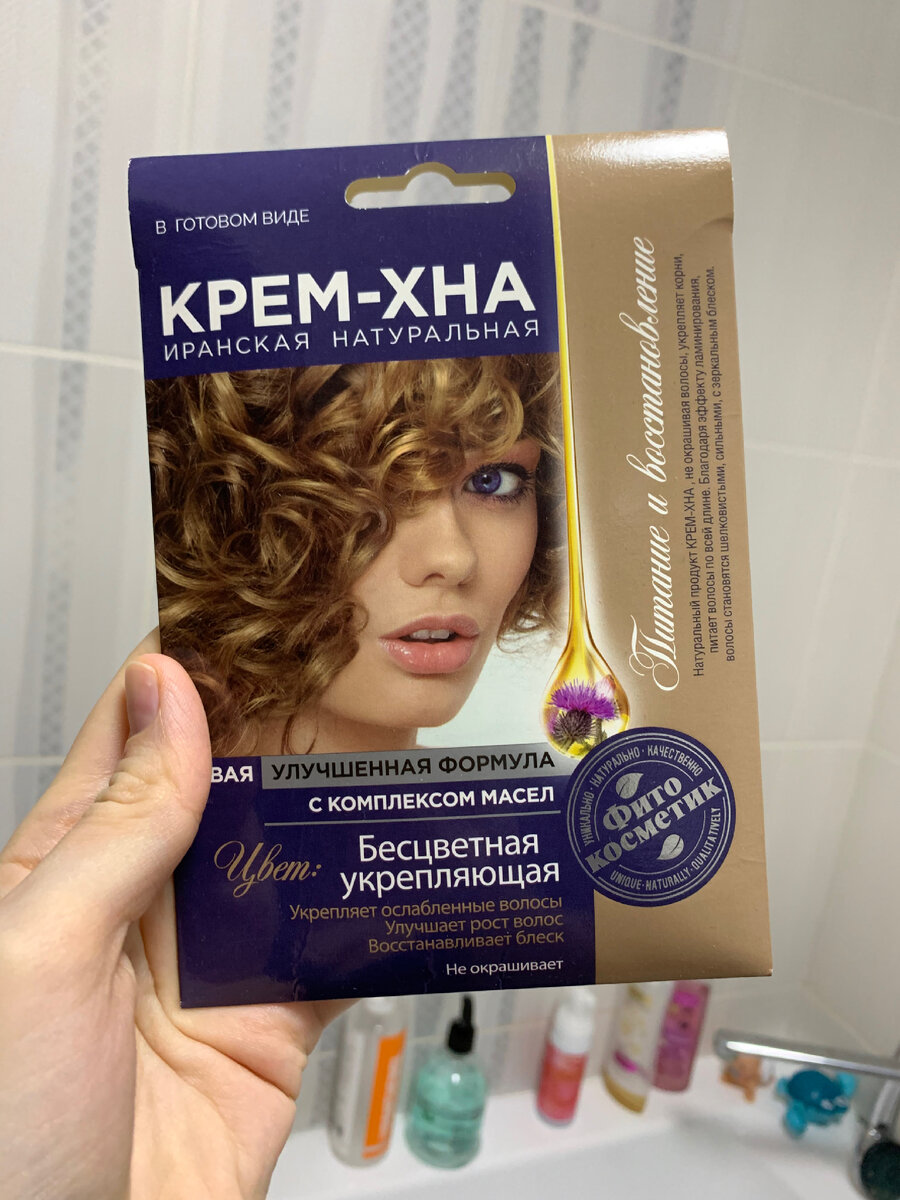 В ГОТОВОМ ВИДЕ
КРЕМ-ХНА
ИРАНСКАЯ НАТУРАЛЬНАЯ
Питание и восстановление
Натуральный продукт КРЕМ-ХНА , не окрашивая волосы, укрепляет корни,
питает волосы по всей длине. Благодаря эффекту ламинирования,
волосы становятся шелковистыми, сильными, с зеркальным блеском.
ВАЯ УЛУЧШЕННАЯ ФОРМУЛА
С КОМПЛЕКСОМ МАСЕЛ
Цвет: Бесцветная
укрепляющая
Укрепляет ослабленные волосы
Улучшает рост волос
Восстанавливает блеск
Не окрашивает
УНИКАЛЬНО · НАТУРАЛЬНО · КАЧЕСТВЕННО
Фито
косметик
UNIQUE · NATURALLY · QUALITATIVELY